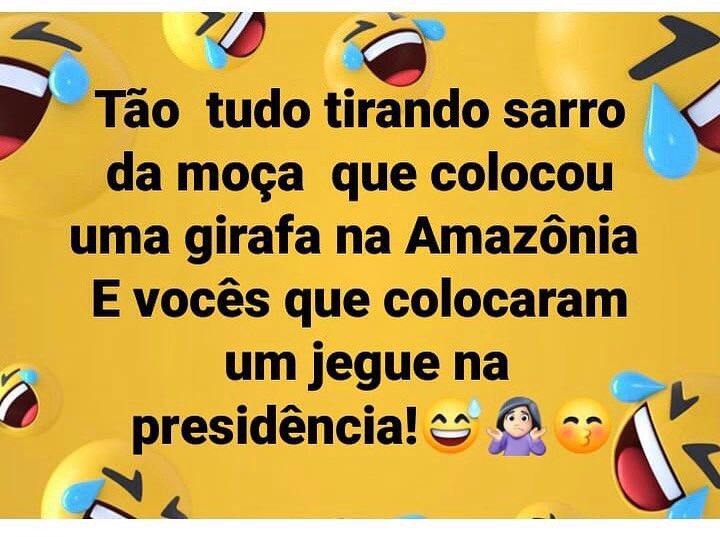 Tão tudo tirando sarro
da moça que colocou
uma girafa na Amazônia
E vocês que colocaram
um jegue na
presidência!😅🤷🏻‍♀️😙